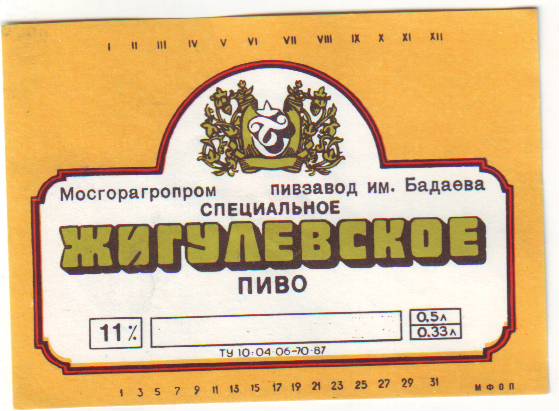 I II III IV V VI VII VIII IX X XI XII
Мосгорагропром пивзавод им. Бадаева
СПЕЦИАЛЬНОЕ
ЖИГУЛЕВСКОЕ
ПИВО
11% 0,5л
0.33л
ТУ 10·04 06-70-87
1 3 5 7 9 11 13 15 17 19 21 23 25 27 29 31 МФОП